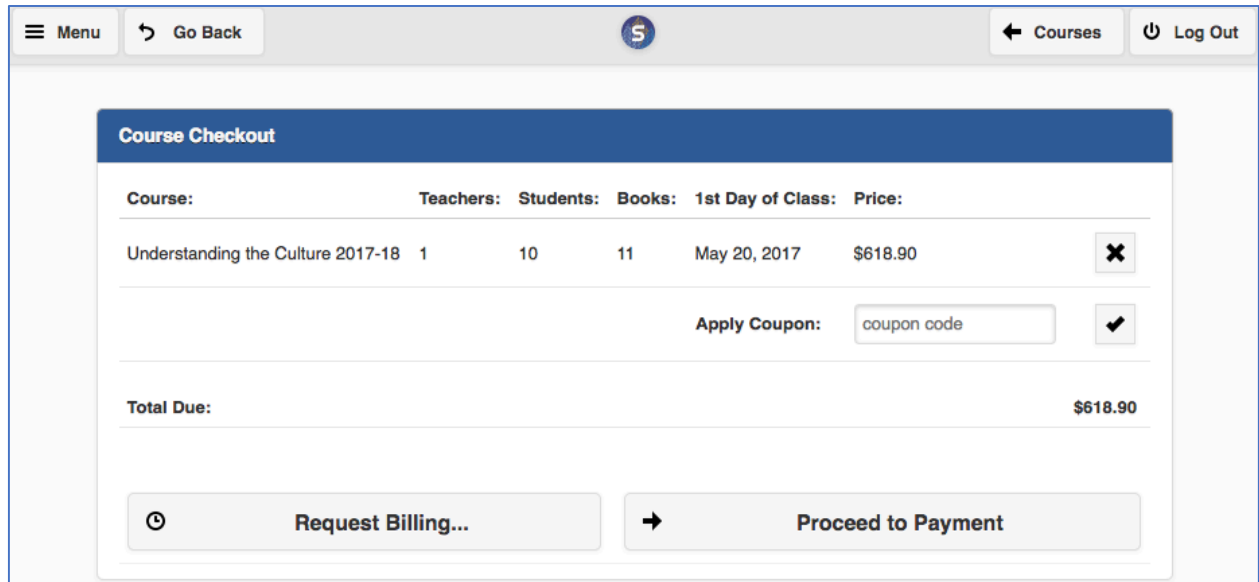 Menu Go Back S Courses Log Out
Course Checkout
Course: Teachers: Students: Books: 1st Day of Class: Price:
Understanding the Culture 2017-18 1 10 11 May 20, 2017 $618.90
Apply Coupon: coupon code
Total Due: $618.90
Request Billing... Proceed to Payment